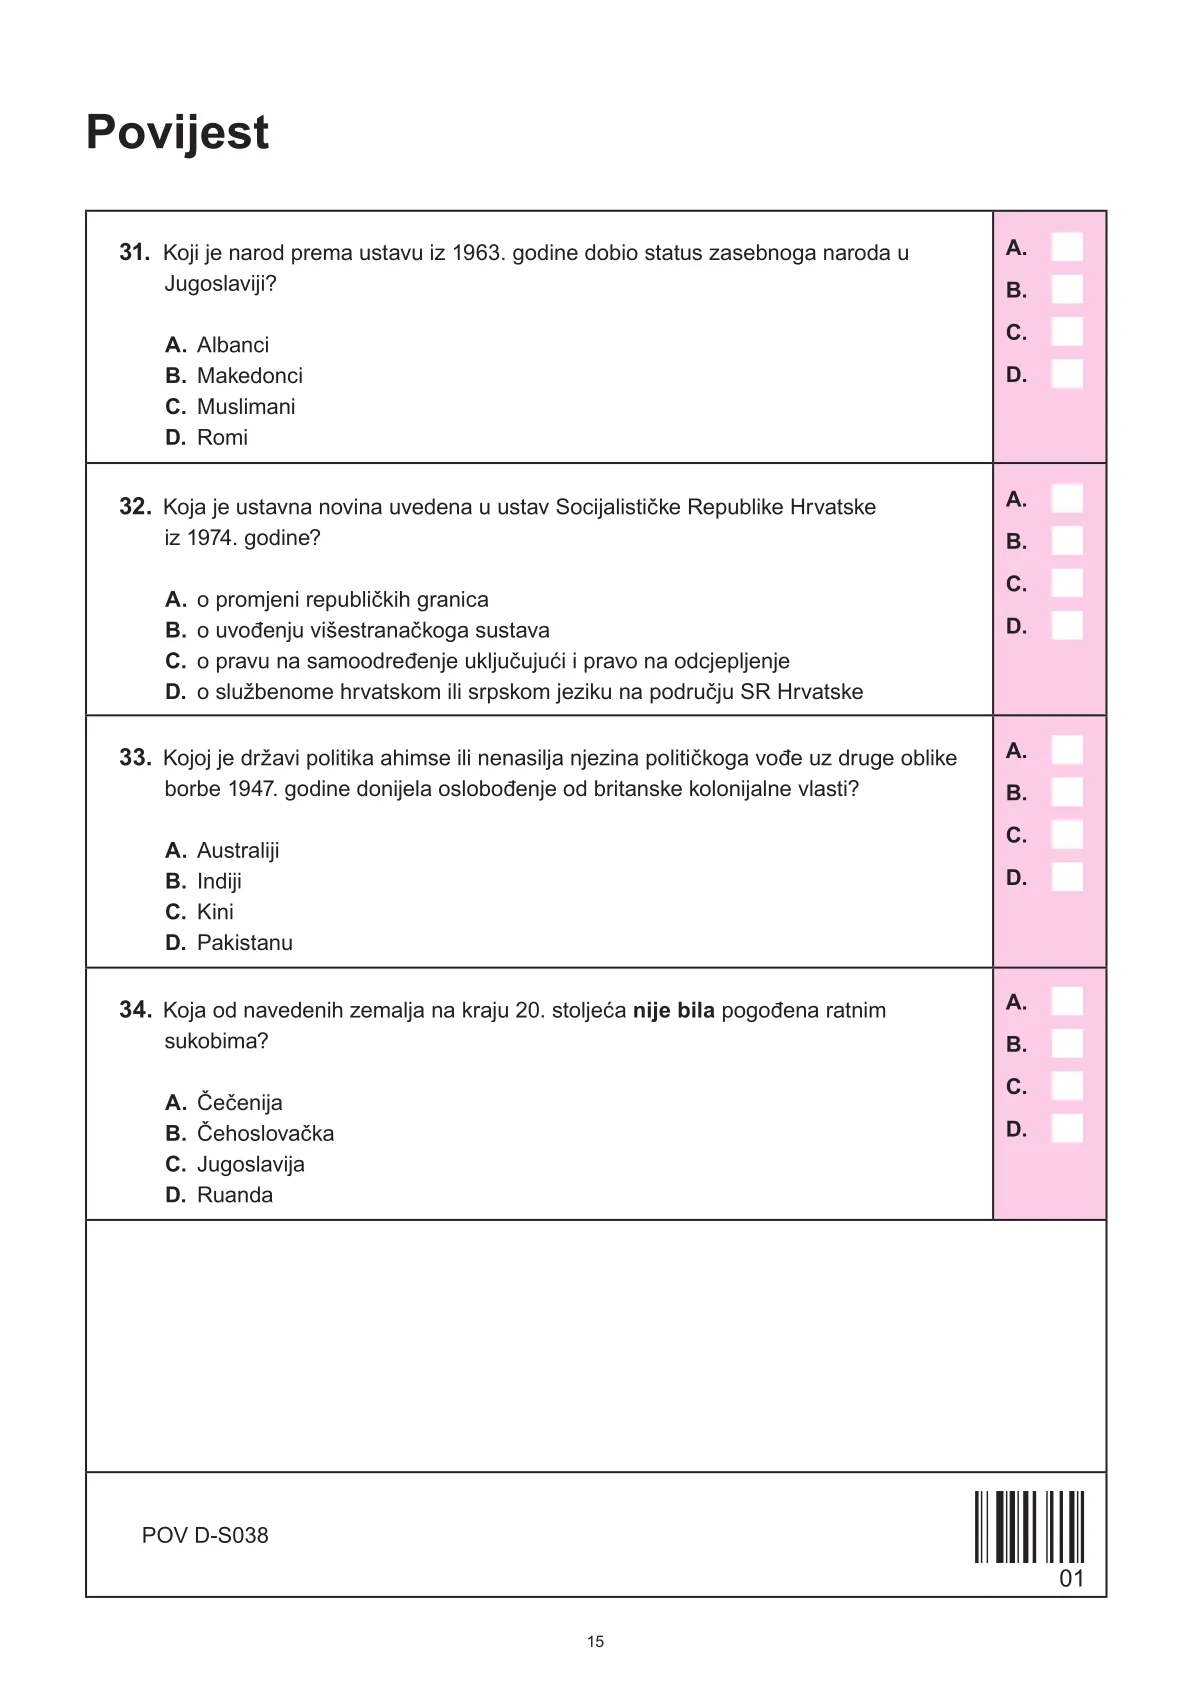 Povijest
31. Koji je narod prema ustavu iz 1963. godine dobio status zasebnoga naroda u
Jugoslaviji?
A. Albanci
B. Makedonci
C. Muslimani
D. Romi
A.
B.
C.
D.
32. Koja je ustavna novina uvedena u ustav Socijalističke Republike Hrvatske
iz 1974. godine?
A. o promjeni republičkih granica
B. o uvođenju višestranačkoga sustava
C. o pravu na samoodređenje uključujući i pravo na odcjepljenje
D. o službenome hrvatskom ili srpskom jeziku na području SR Hrvatske
A.
B.
C.
D.
33. Kojoj je državi politika ahimse ili nenasilja njezina političkoga vođe uz druge oblike
borbe 1947. godine donijela oslobođenje od britanske kolonijalne vlasti?
A. Australiji
B. Indiji
C. Kini
D. Pakistanu
A.
B.
C.
D.
34. Koja od navedenih zemalja na kraju 20. stoljeća nije bila pogođena ratnim
sukobima?
A. Čečenija
B. Čehoslovačka
C. Jugoslavija
D. Ruanda
A.
B.
C.
D.
POV D-S038
01
15